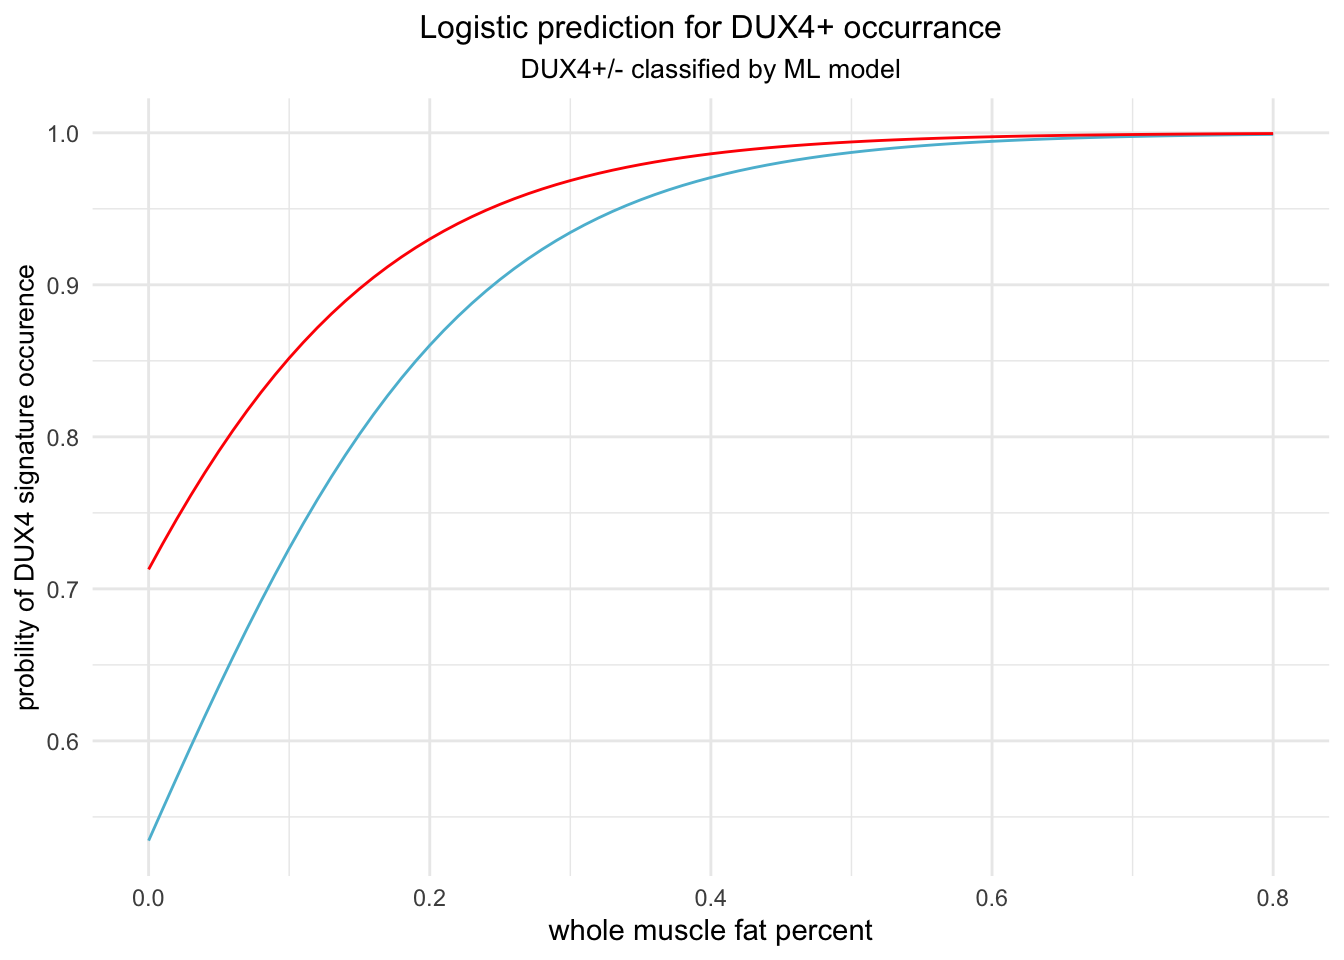 Logistic prediction for DUX4+ occurrance
DUX4+/- classified by ML model
probility of DUX4 signature occurence
1.0
0.9
0.8
0.7
0.6
0.0 0.2 0.4 0.6 0.8
whole muscle fat percent